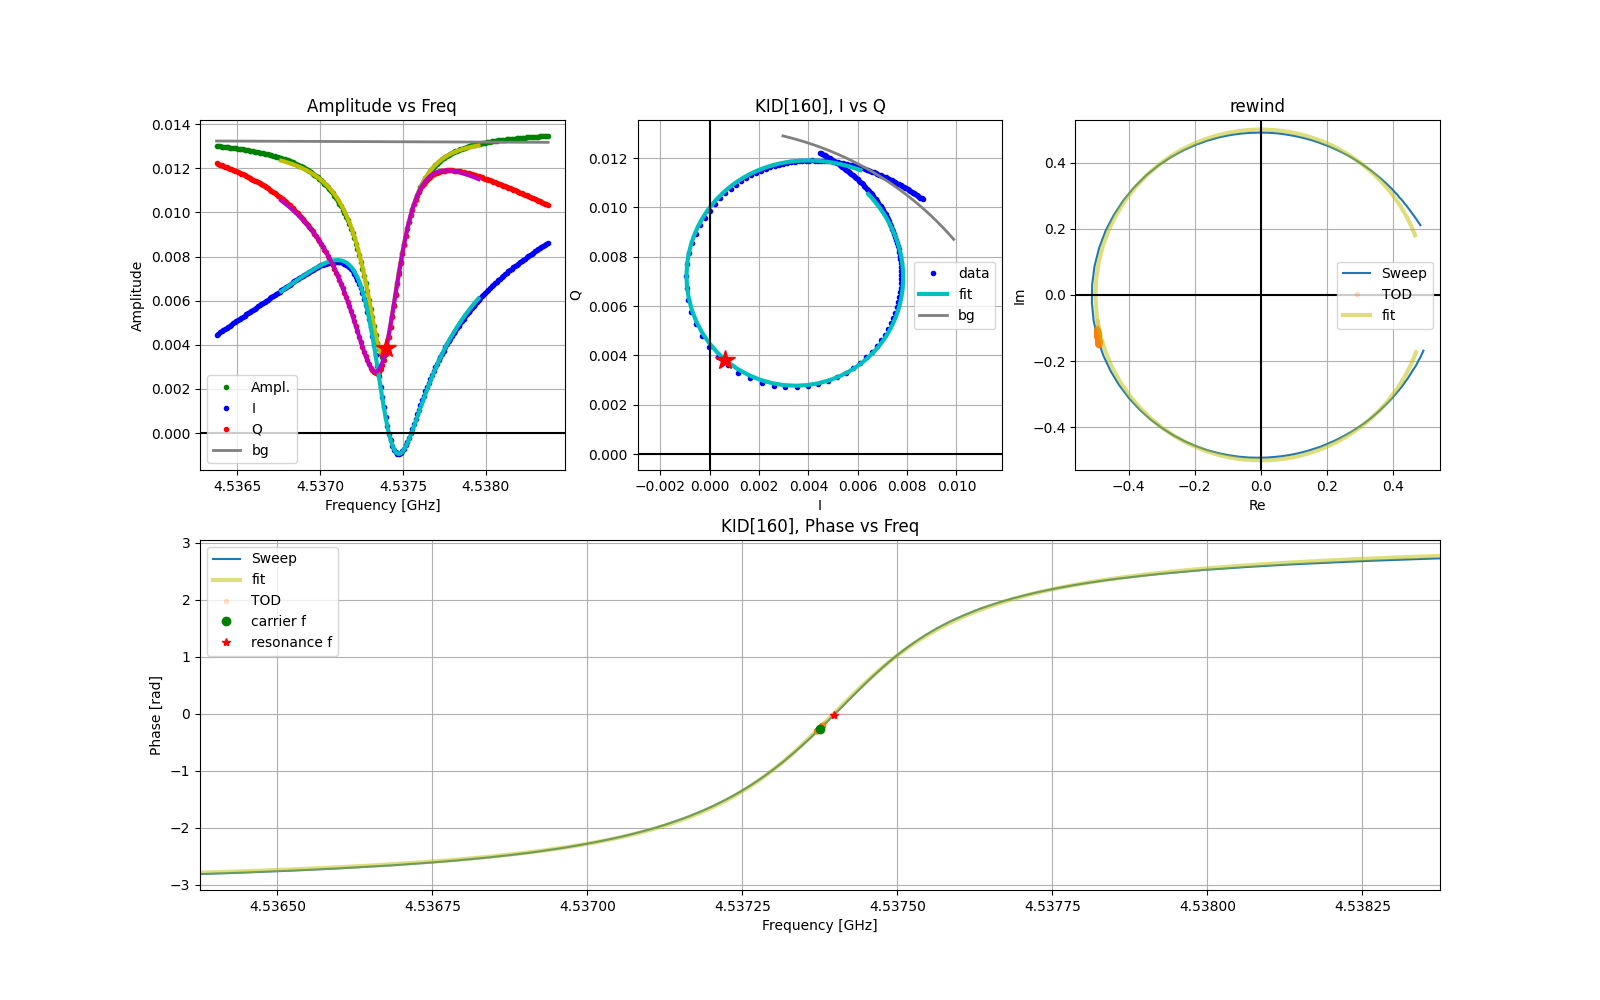 Amplitude vs Freq
0.014
0.012
0.010
0.008
0.006
0.004
0.002
0.000
Amplitude
Ampl.
I
Q
bg
4.5365
4.5370
4.5375
4.5380
Frequency [GHz]
KID[160], I vs Q
0.012
0.010
0.008
0.006
0.004
0.002
0.000
Q
data
fit
bg
−0.002
0.000
0.002
0.004
0.006
0.008
0.010
I
rewind
0.4
0.2
0.0
−0.2
−0.4
Im
Sweep
TOD
fit
−0.4
−0.2
0.0
0.2
0.4
Re
KID[160], Phase vs Freq
3
2
1
0
−1
−2
−3
Phase [rad]
Sweep
fit
TOD
carrier f
resonance f
4.53650
4.53675
4.53700
4.53725
4.53750
4.53775
4.53800
4.53825
Frequency [GHz]